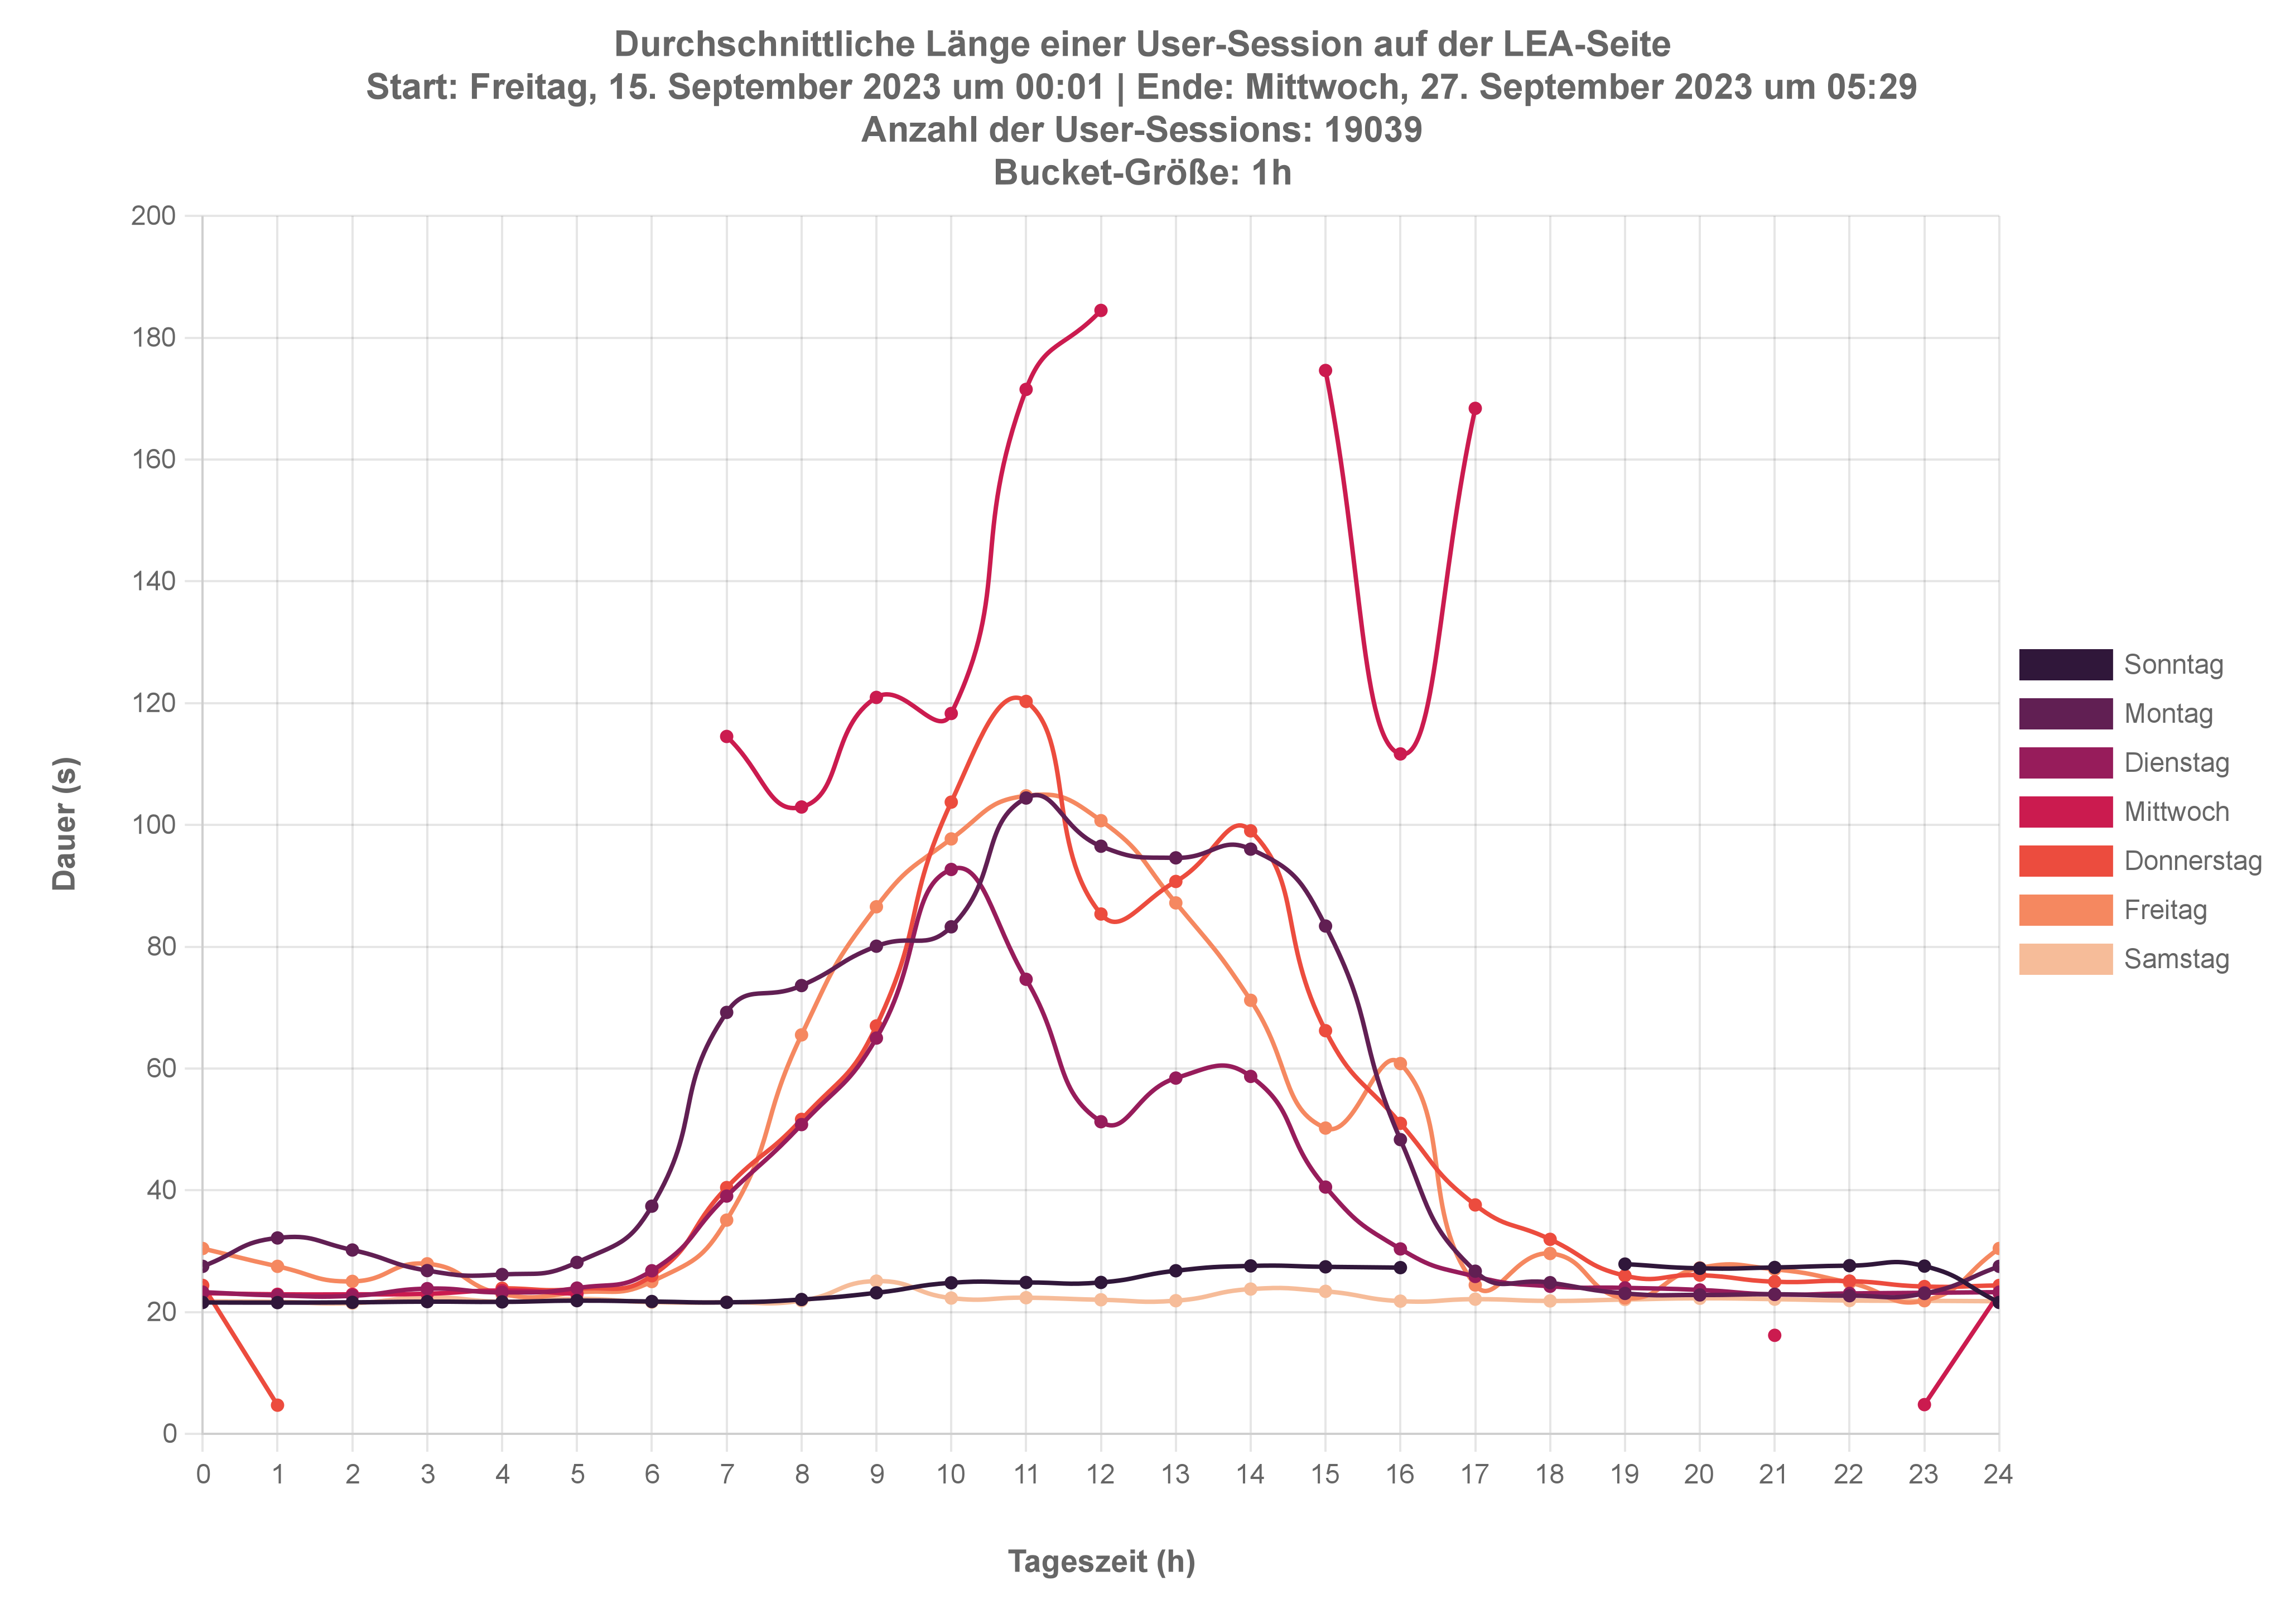 Durchschnittliche Länge einer User-Session auf der LEA-Seite
Start: Freitag, 15. September 2023 um 00:01 | Ende: Mittwoch, 27. September 2023 um 05:29
Anzahl der User-Sessions: 19039
Bucket-Größe: 1h
200
180
160
140
120
100
80
60
40
20
0
Dauer (s)
0 1 2 3 4 5 6 7 8 9 10 11 12 13 14 15 16 17 18 19 20 21 22 23 24
Tageszeit (h)
Sonntag
Montag
Dienstag
Mittwoch
Donnerstag
Freitag
Samstag